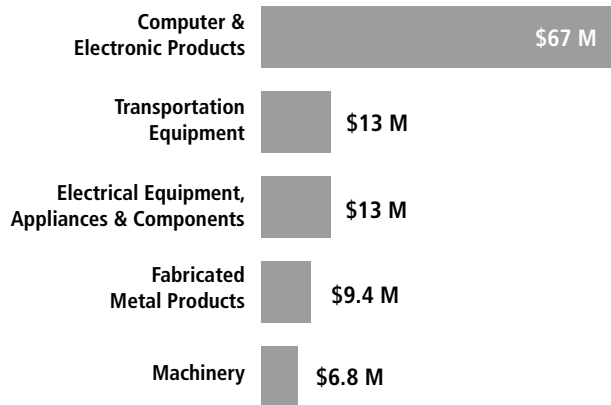 Computer &
Electronic Products
$67 M
Transportation
Equipment
$13 M
Electrical Equipment,
Appliances & Components
$13 M
Fabricated
Metal Products
$9.4 M
Machinery
$6.8 M